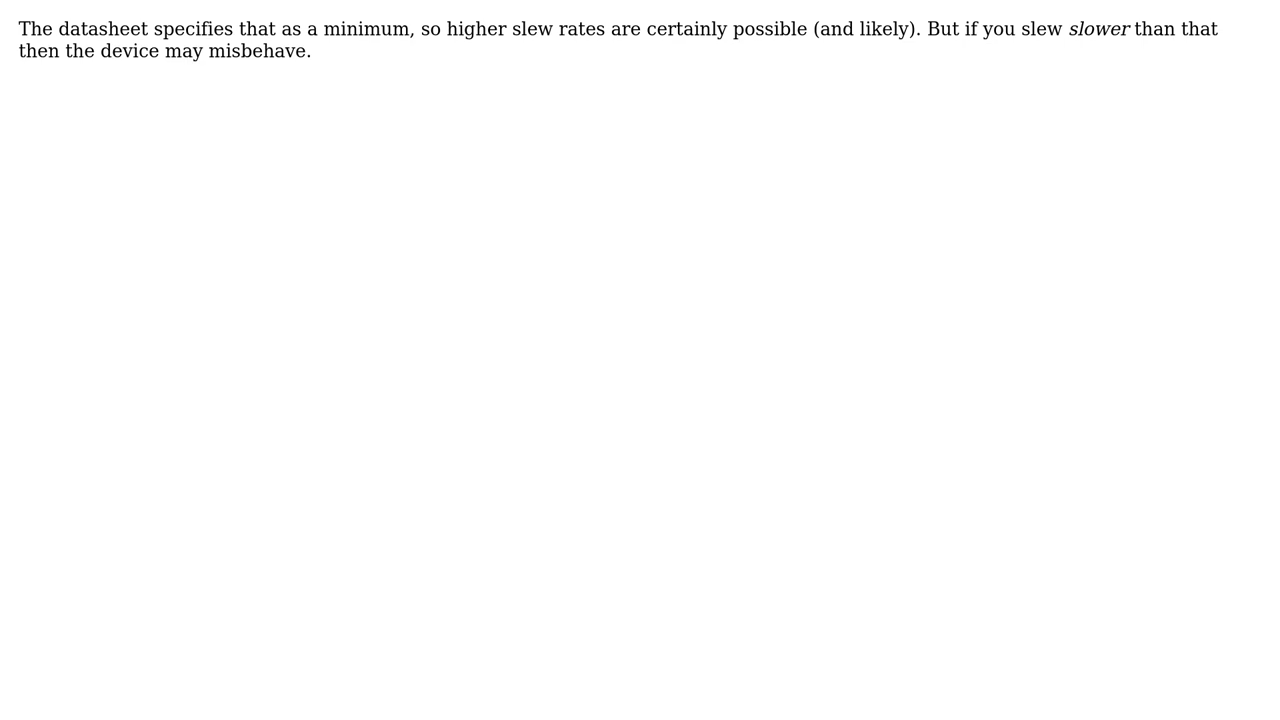 The datasheet specifies that as a minimum, so higher slew rates are certainly possible (and likely). But if you slew slower than that
then the device may misbehave.